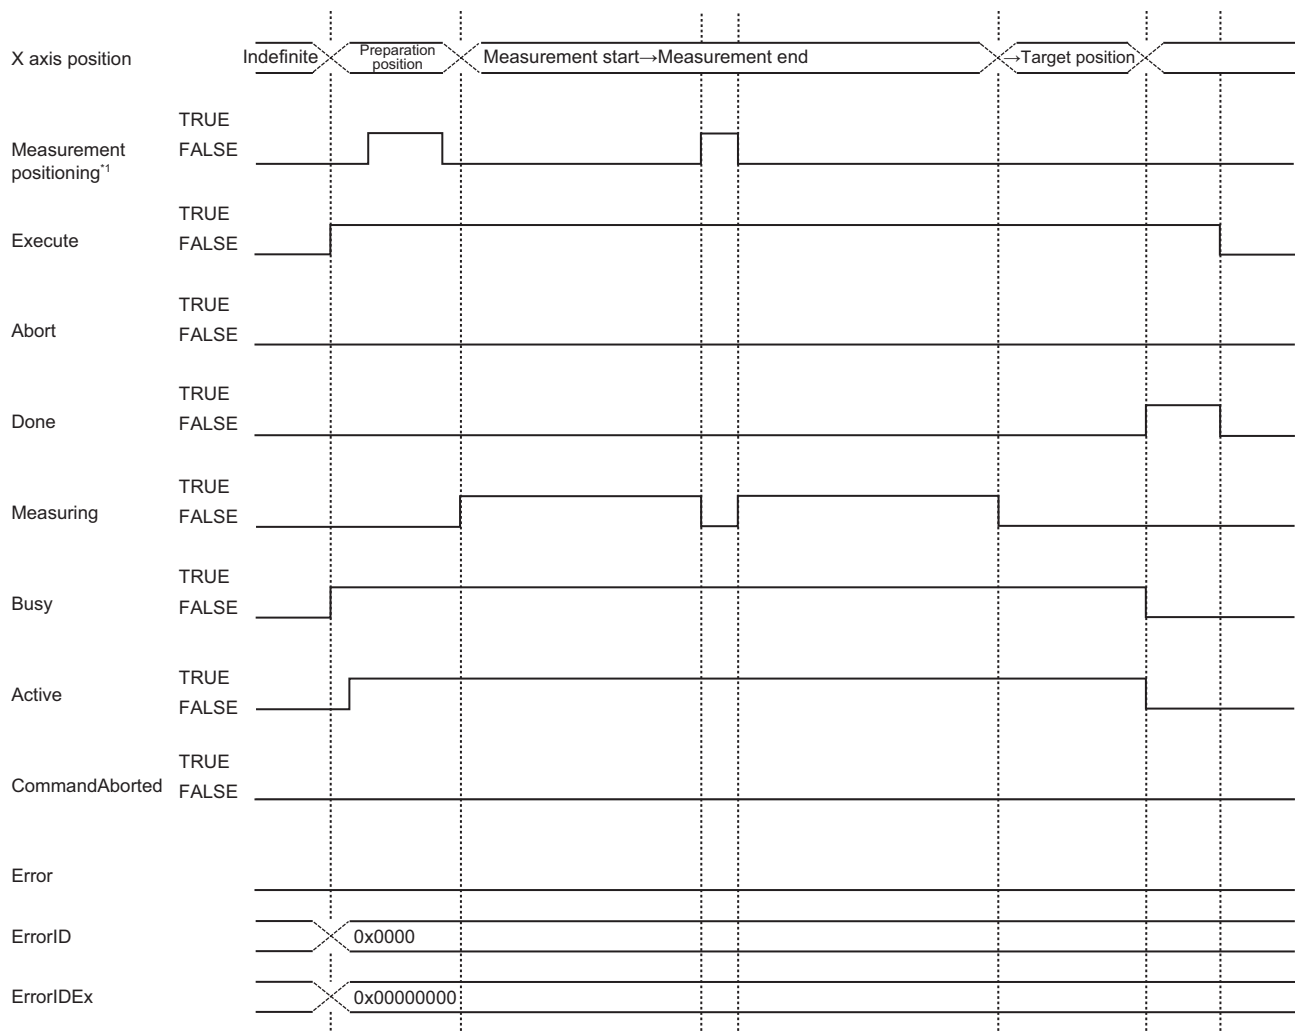 X axis position
Indefinite
Preparation
position
Measurement start→Measurement end
→Target position
Measurement
positioning*1
TRUE
FALSE
Execute
TRUE
FALSE
Abort
TRUE
FALSE
Done
TRUE
FALSE
Measuring
TRUE
FALSE
Busy
TRUE
FALSE
Active
TRUE
FALSE
CommandAborted
TRUE
FALSE
Error
ErrorID
0x0000
ErrorIDEx
0x00000000